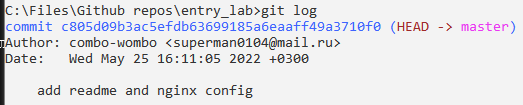 C:\Files\Github repos\entry_lab>git log
commit c805d09b3ac5efdb63699185a6eaaff49a3710f0 (HEAD -> master)
Author: combo-wombo <superman0104@mail.ru>
Date:   Wed May 25 16:11:05 2022 +0300
add readme and nginx config